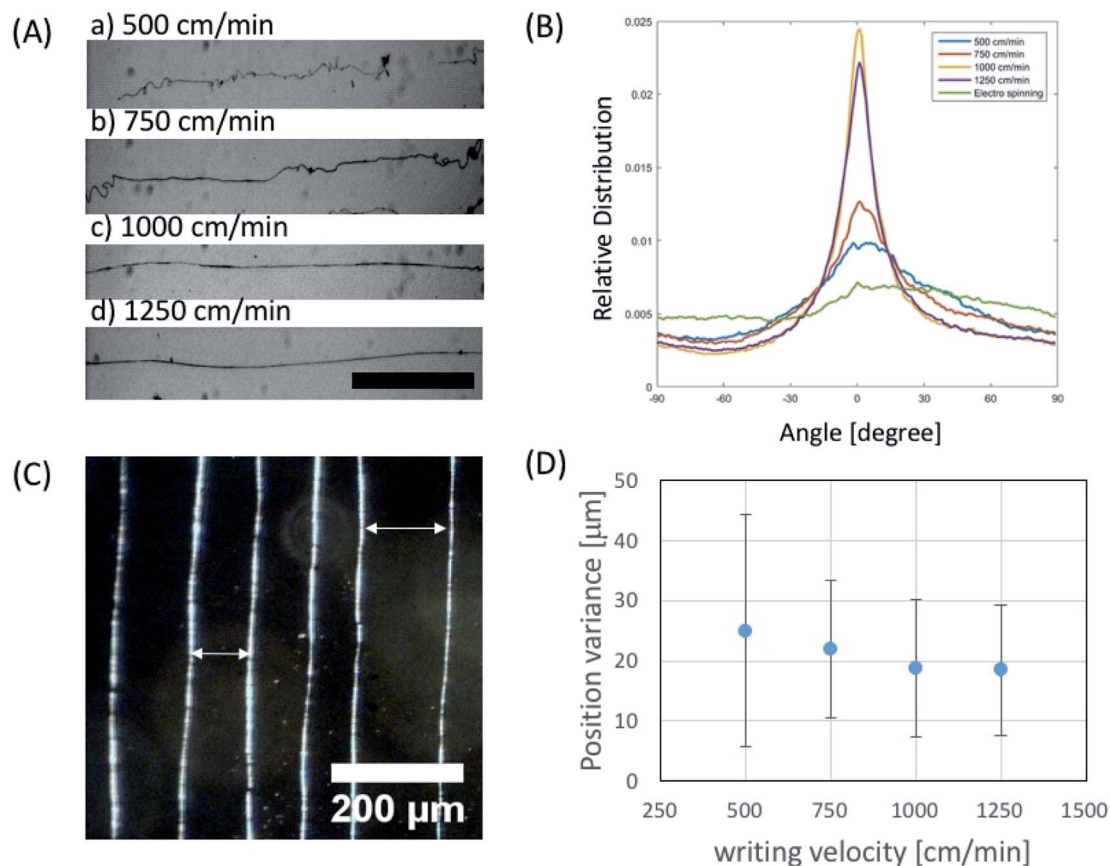 (A)
a) 500 cm/min
b) 750 cm/min
c) 1000 cm/min
d) 1250 cm/min
(B)
Relative Distribution
0.025
0.02
0.015
0.01
0.005
0
-90
-60
-30
0
30
60
90
Angle [degree]
500 cm/min
750 cm/min
1000 cm/min
1250 cm/min
Electro spinning
(C)
200 μm
(D)
Position variance [μm]
50
40
30
20
10
0
250
500
750
1000
1250
1500
writing velocity [cm/min]